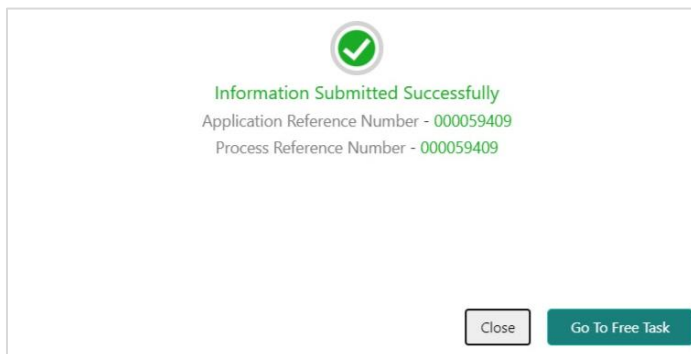 Information Submitted Successfully
Application Reference Number - 000059409
Process Reference Number - 000059409
Close
Go To Free Task